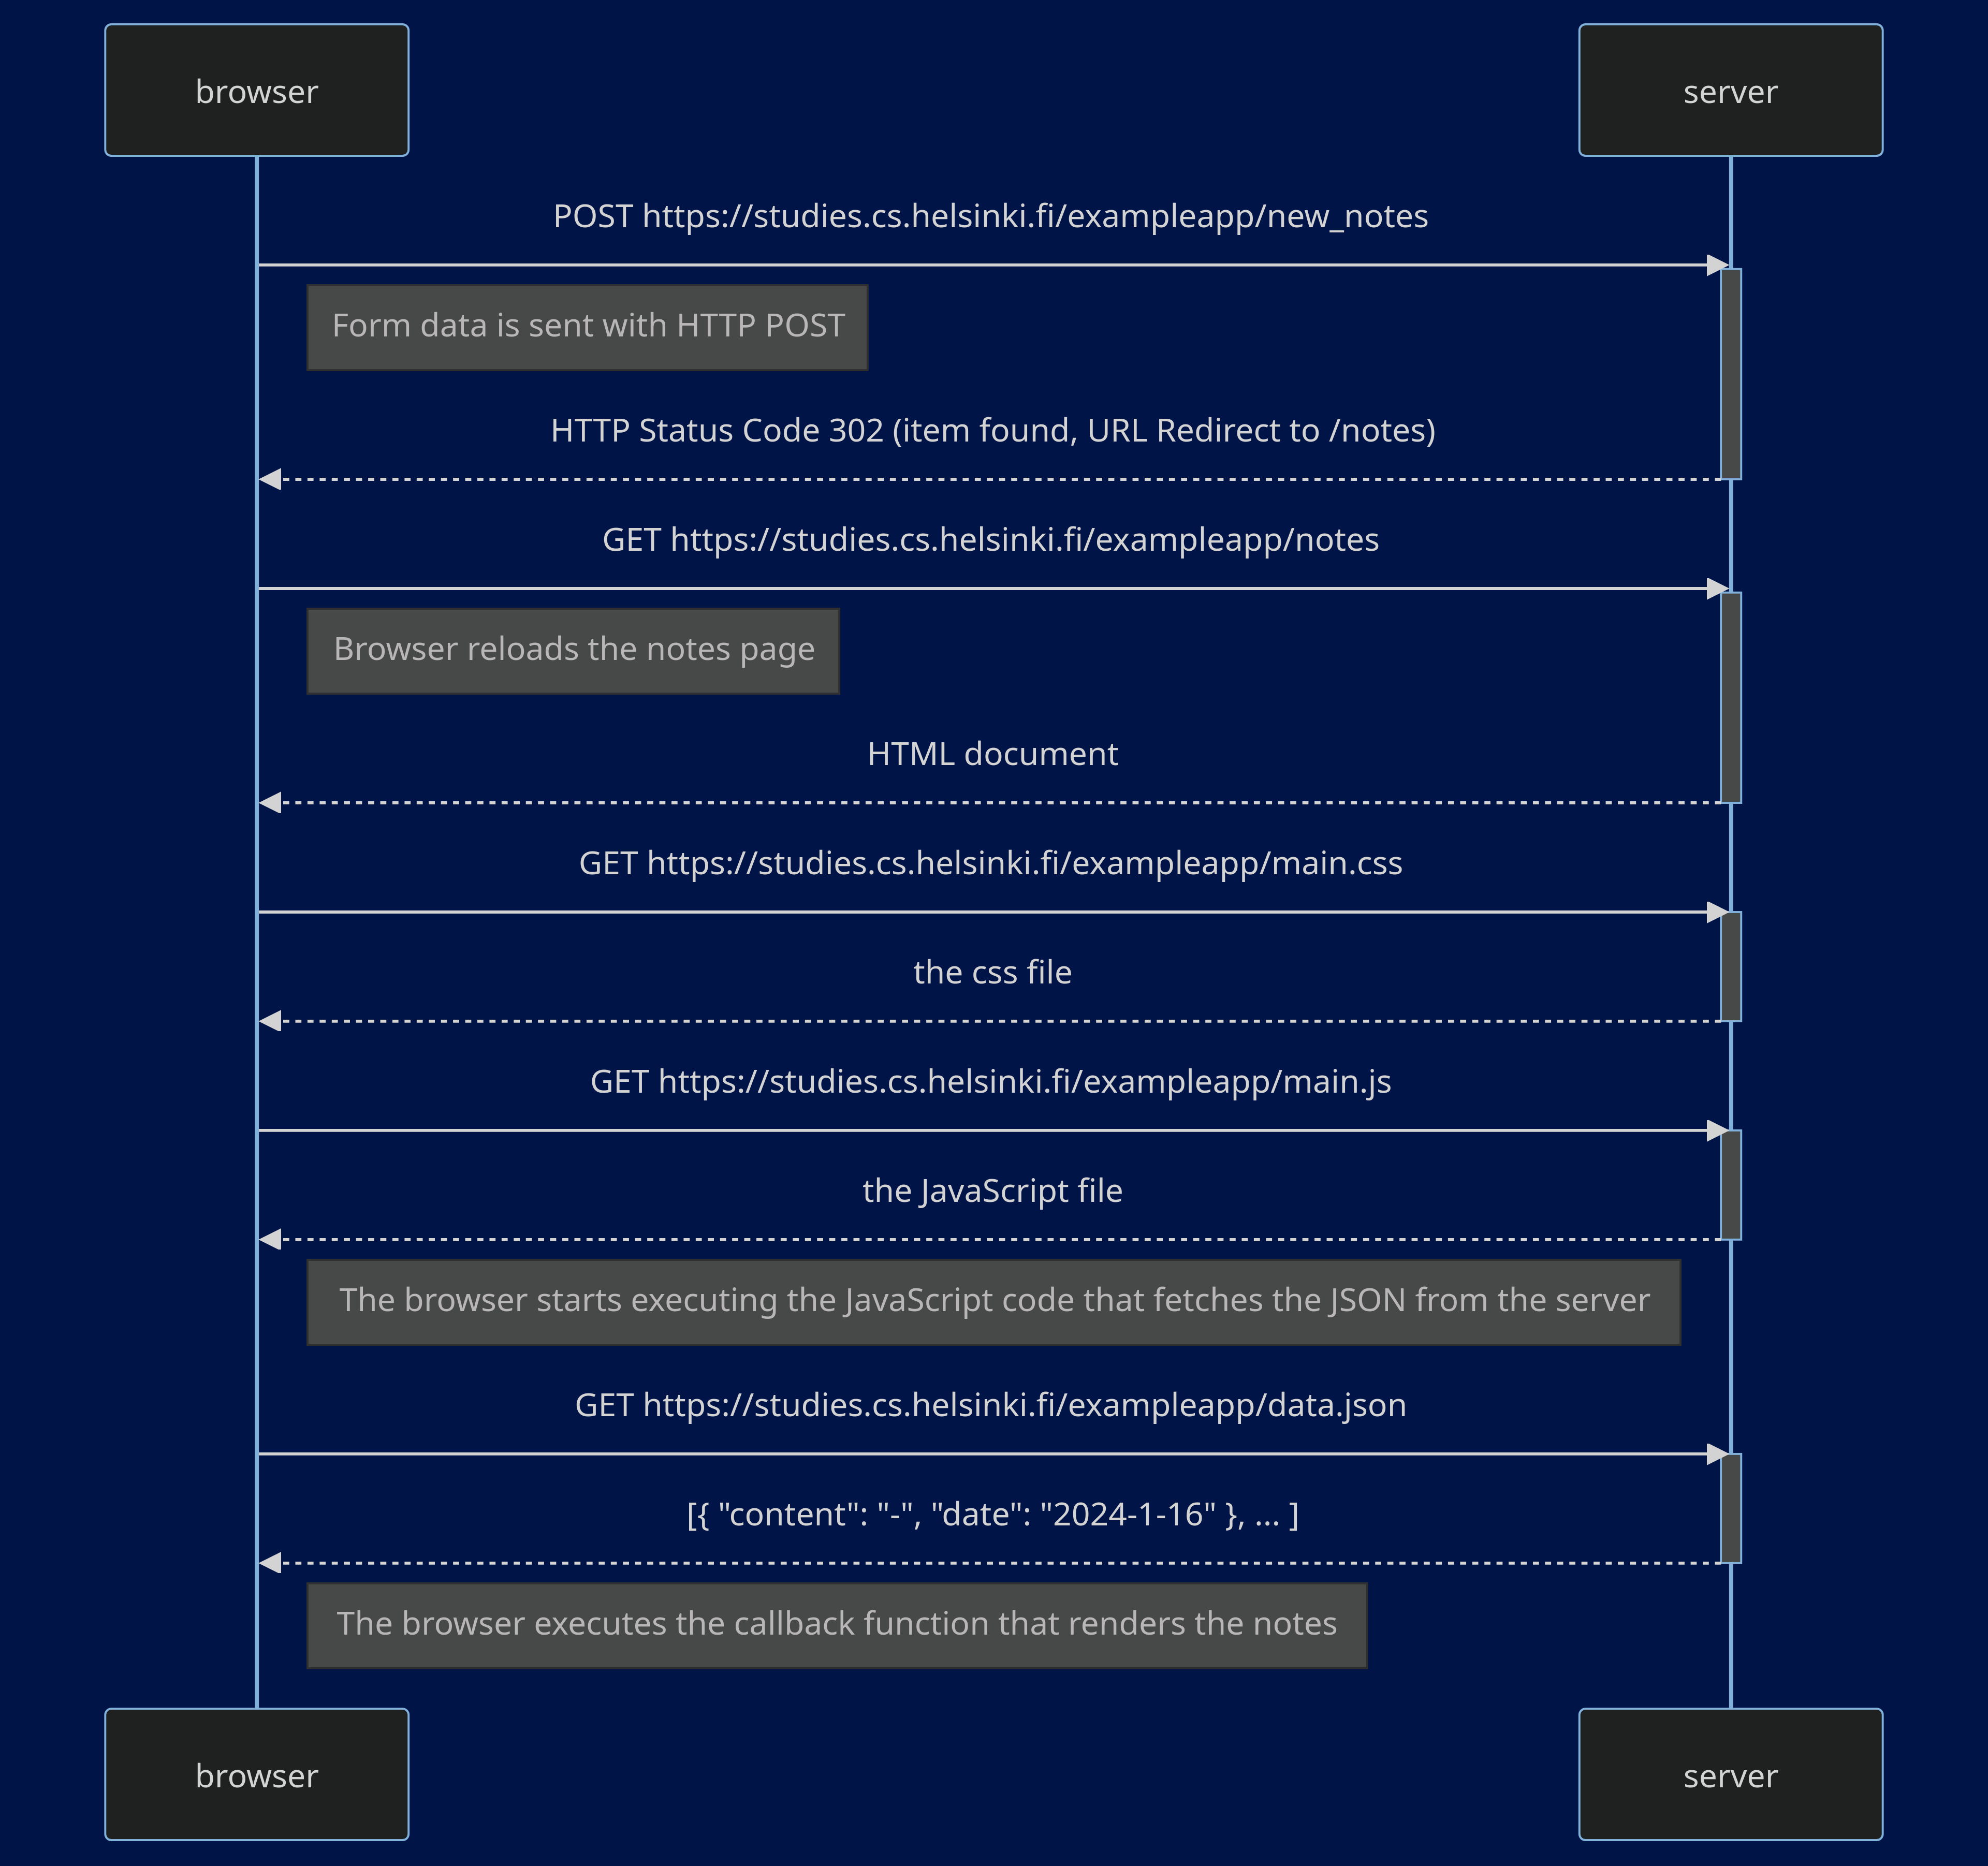 browser
server
POST https://studies.cs.helsinki.fi/exampleapp/new_notes
Form data is sent with HTTP POST
HTTP Status Code 302 (item found, URL Redirect to /notes)
GET https://studies.cs.helsinki.fi/exampleapp/notes
Browser reloads the notes page
HTML document
GET https://studies.cs.helsinki.fi/exampleapp/main.css
the css file
GET https://studies.cs.helsinki.fi/exampleapp/main.js
the JavaScript file
The browser starts executing the JavaScript code that fetches the JSON from the server
GET https://studies.cs.helsinki.fi/exampleapp/data.json
[{ "content": "-", "date": "2024-1-16" }, ... ]
The browser executes the callback function that renders the notes
browser
server